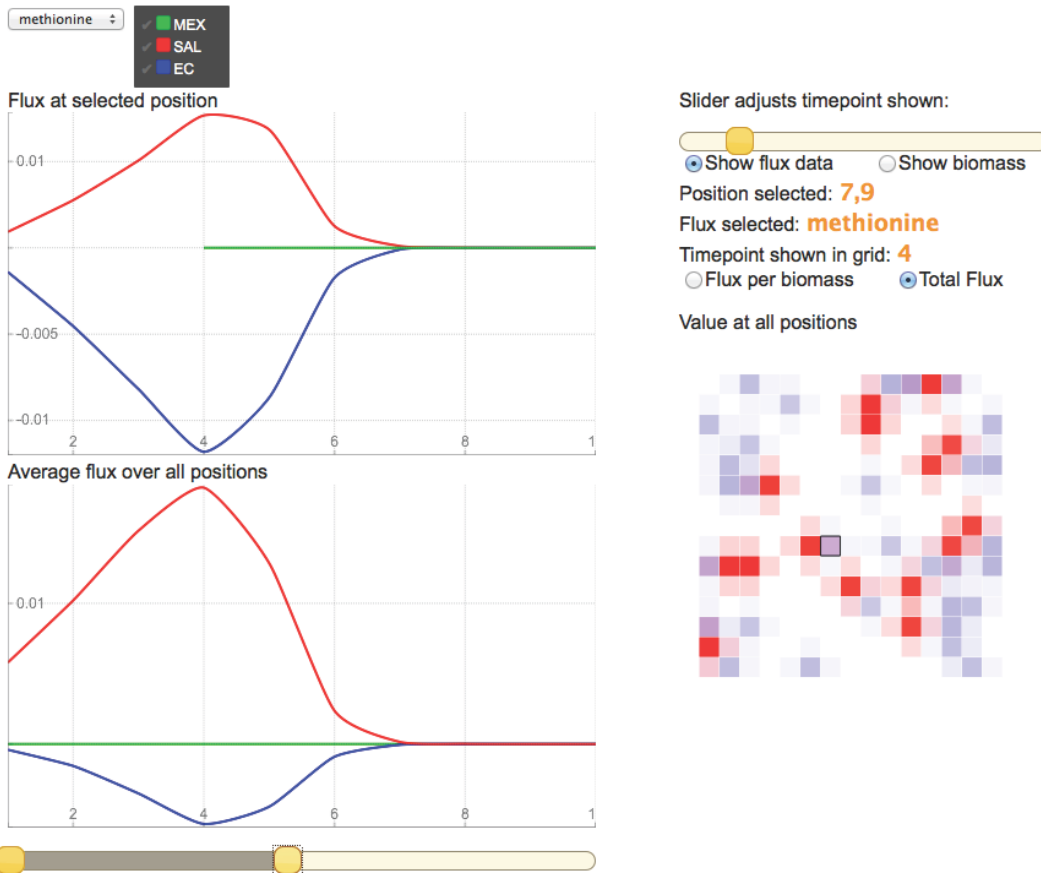 methionine
MEX
SAL
EC
Flux at selected position
0.01
-0.005
-0.01
2 4 6 8 1
Average flux over all positions
0.01
2 4 6 8 1
Slider adjusts timepoint shown:
Show flux data Show biomass
Position selected: 7,9
Flux selected: methionine
Timepoint shown in grid: 4
Flux per biomass Total Flux
Value at all positions